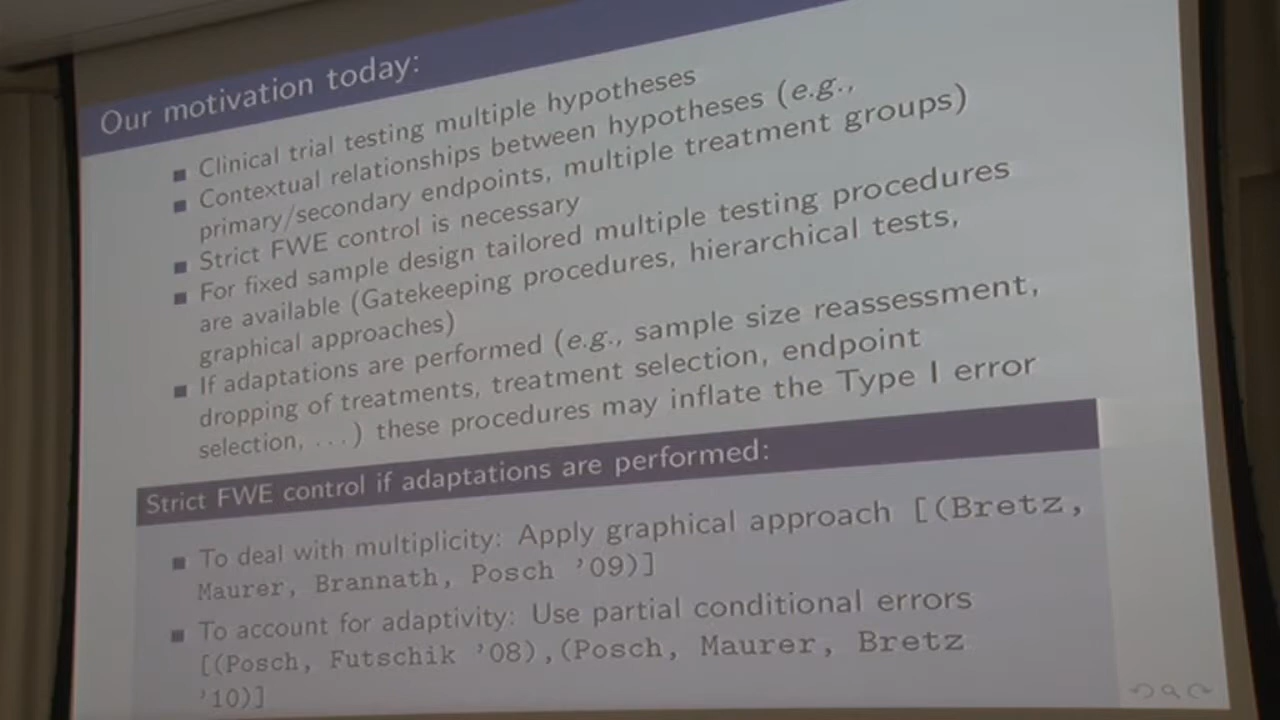 Our motivation today:
■ Clinical trial testing multiple hypotheses
■ Contextual relationships between hypotheses (e.g.,
primary/secondary endpoints, multiple treatment groups)
■ Strict FWE control is necessary
■ For fixed sample design tailored multiple testing procedures
are available (Gatekeeping procedures, hierarchical tests,
graphical approaches)
■ If adaptations are performed (e.g., sample size reassessment,
dropping of treatments, treatment selection, endpoint
selection, ...) these procedures may inflate the Type I error
Strict FWE control if adaptations are performed:
■ To deal with multiplicity: Apply graphical approach [(Bretz,
Maurer, Brannath, Posch '09)]
■ To account for adaptivity: Use partial conditional errors
[(Posch, Futschik '08),(Posch, Maurer, Bretz
'10)]